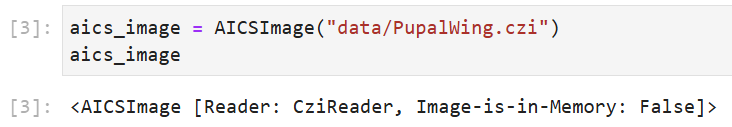 [3]: aics_image = AICSImage("data/PupalWing.czi")
aics_image
[3]: <AICSImage [Reader: CziReader, Image-is-in-Memory: False]>